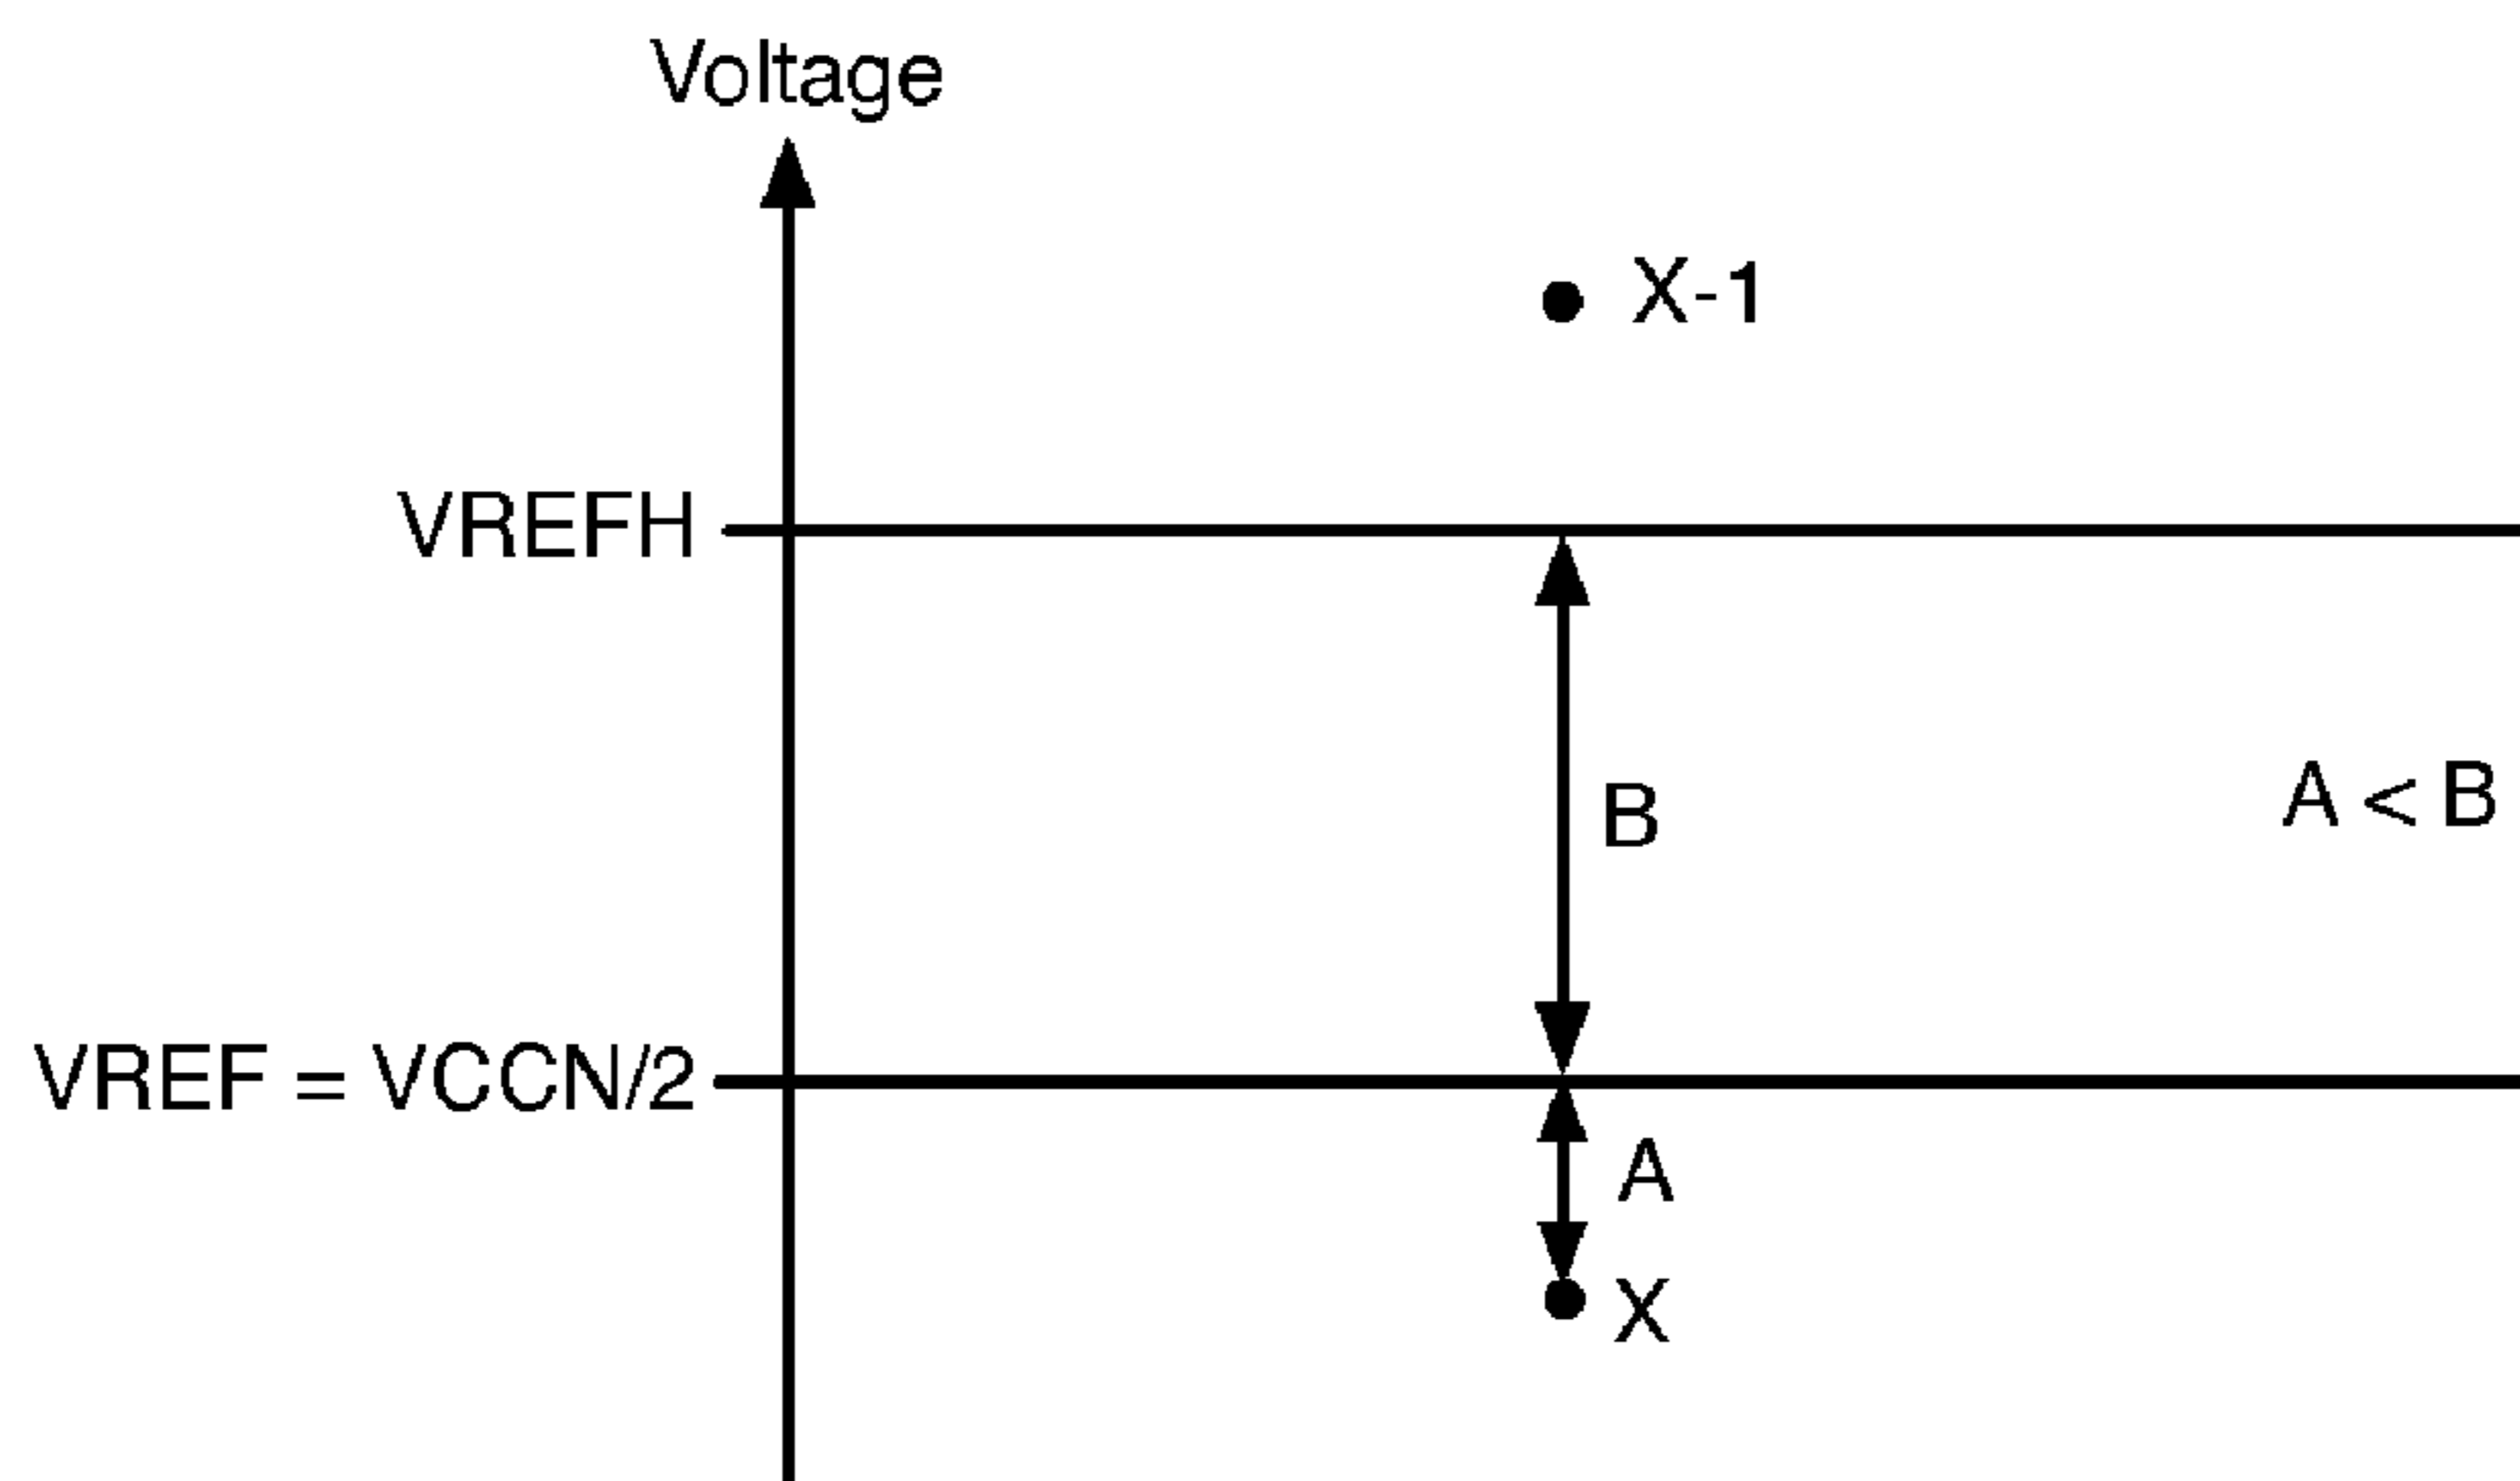 Voltage
X-1
VREFH
B
A < B
VREF = VCCN/2
A
X